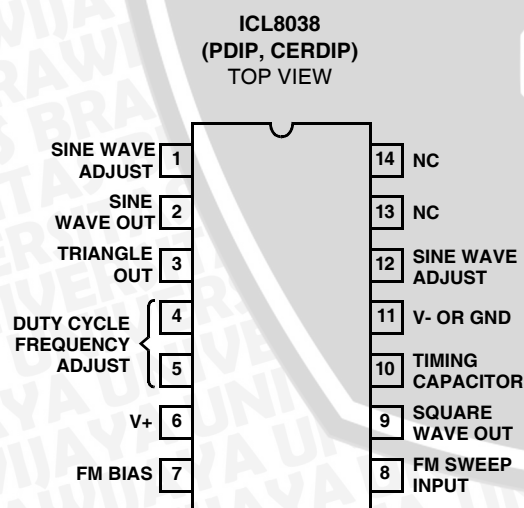 ICL8038
(PDIP, CERDIP)
TOP VIEW
SINE WAVE
ADJUST
1
SINE
WAVE OUT
2
TRIANGLE
OUT
3
DUTY CYCLE
FREQUENCY
ADJUST
4
5
V+ 6
FM BIAS 7
14 NC
13 NC
12 SINE WAVE
ADJUST
11 V- OR GND
10 TIMING
CAPACITOR
9 SQUARE
WAVE OUT
8 FM SWEEP
INPUT